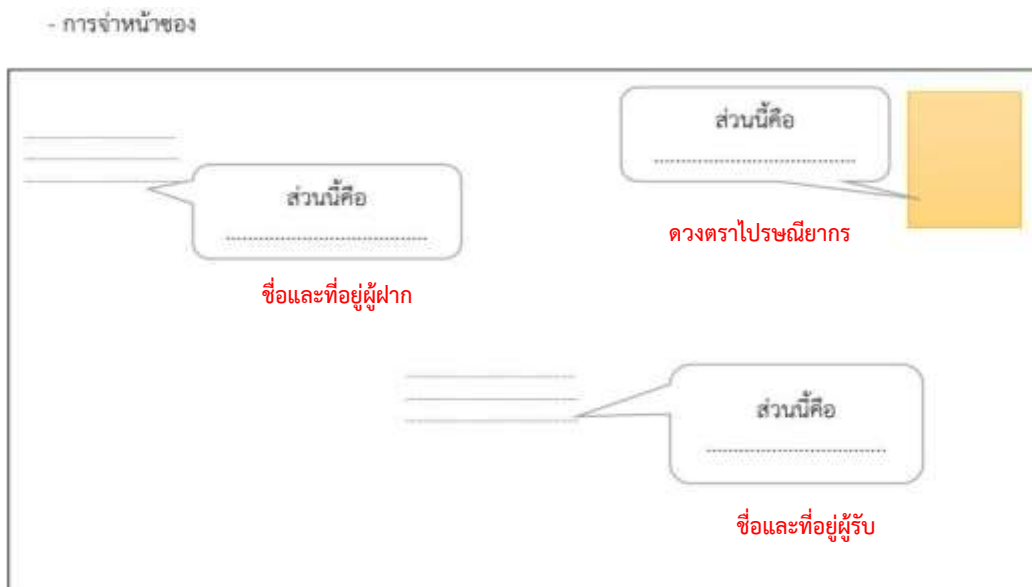 - การจ่าหน้าซอง
ส่วนนี้คือ
......................................
ดวงตราไปรษณียากร
ส่วนนี้คือ
......................................
ชื่อและที่อยู่ผู้ฝาก
ส่วนนี้คือ
......................................
ชื่อและที่อยู่ผู้รับ